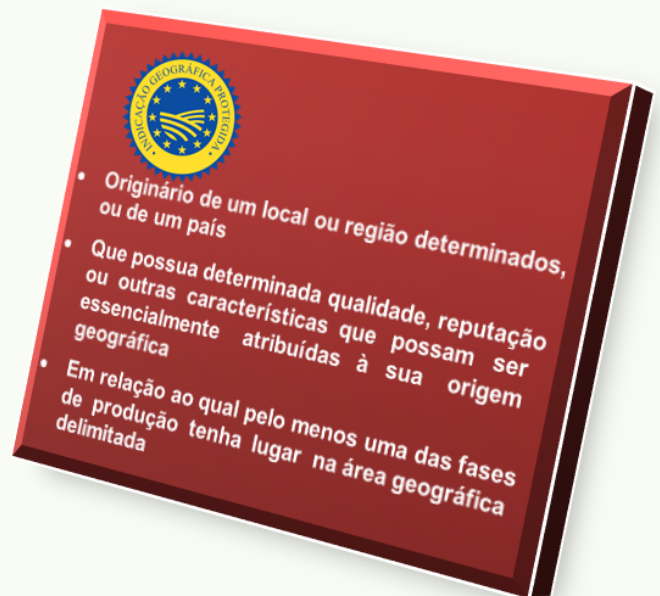 INDICAÇÃO GEOGRÁFICA PROTEGIDA
• Originário de um local ou região determinados,
ou de um país
• Que possua determinada qualidade, reputação
ou outras características que possam ser
essencialmente atribuídas à sua origem
geográfica
• Em relação ao qual pelo menos uma das fases
de produção tenha lugar na área geográfica
delimitada